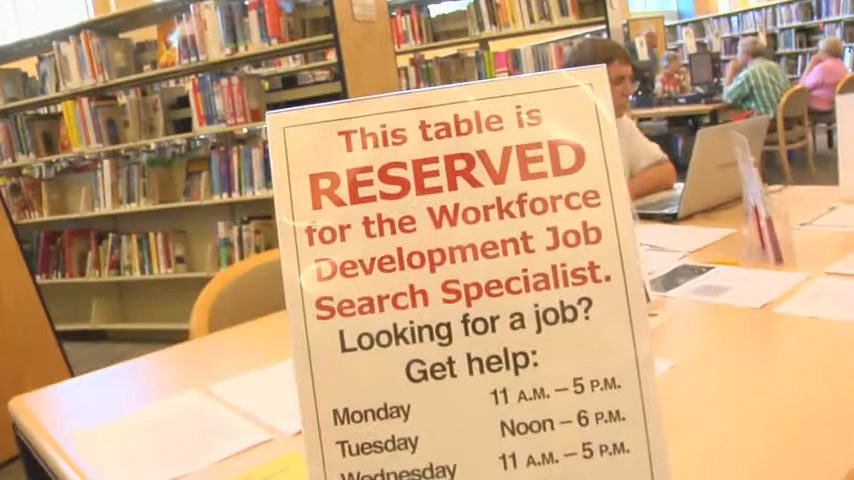 This table is
RESERVED
for the Workforce
Development Job
Search Specialist.
Looking for a job?
Get help:
Monday 11 A.M. – 5 P.M.
Tuesday Noon – 6 P.M.
Wednesday 11 A.M. – 5 P.M.